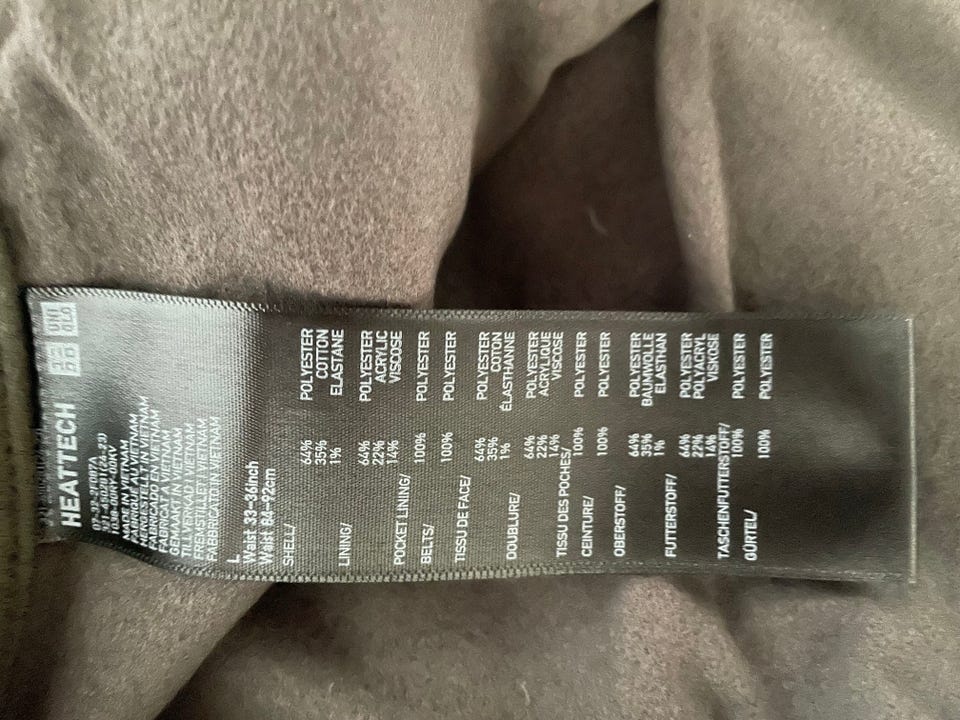 HEATTECH
UNI
QLO
MADE IN VIETNAM
FABRIQUÉ AU VIETNAM
HERGESTELLT IN VIETNAM
FABRICADO EN VIETNAM
FABRICAT A VIETNAM
GEMAAKT IN VIETNAM
TILLVERKAD I VIETNAM
FREMSTILLET I VIETNAM
FABBRICATO IN VIETNAM
L
Waist 33-36inch
Waist 84-92cm
SHELL/ 64% POLYESTER
35% COTTON
1% ELASTANE
LINING/ 64% POLYESTER
22% ACRYLIC
14% VISCOSE
POCKET LINING/ 100% POLYESTER
BELTS/ 100% POLYESTER
TISSU DE FACE/ 64% POLYESTER
35% COTON
1% ÉLASTHANNE
DOUBLURE/ 64% POLYESTER
22% ACRYLIQUE
14% VISCOSE
TISSU DES POCHES/ 100% POLYESTER
CEINTURE/ 100% POLYESTER
OBERSTOFF/ 64% POLYESTER
35% BAUMWOLLE
1% ELASTHAN
FUTTERSTOFF/ 64% POLYESTER
22% POLYACRYL
14% VISKOSE
TASCHENFUTTERSTOFF/ 100% POLYESTER
GÜRTEL/ 100% POLYESTER